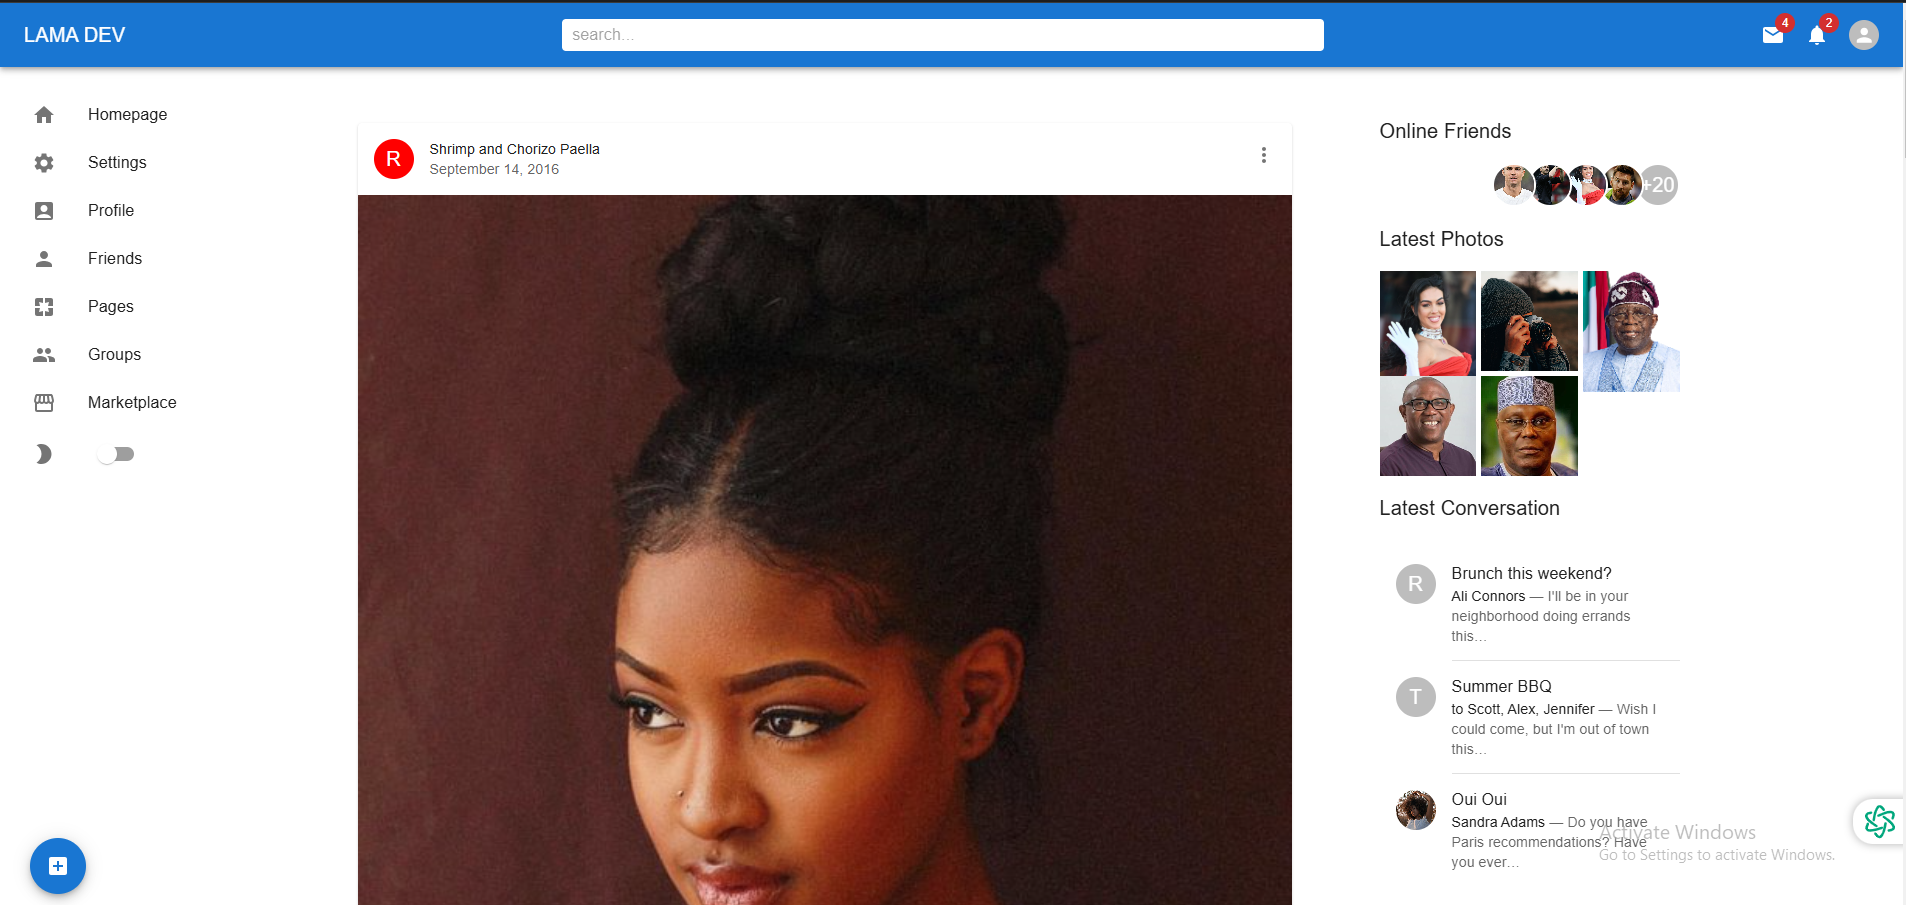 LAMA DEV
search...
4
2
Homepage
Settings
Profile
Friends
Pages
Groups
Marketplace
R
Shrimp and Chorizo Paella
September 14, 2016
Online Friends
+20
Latest Photos
Latest Conversation
R
Brunch this weekend?
Ali Connors — I'll be in your
neighborhood doing errands
this…
T
Summer BBQ
to Scott, Alex, Jennifer — Wish I
could come, but I'm out of town
this…
Oui Oui
Sandra Adams — Do you have
Paris recommendations? Have
you ever…
Activate Windows
Go to Settings to activate Windows.